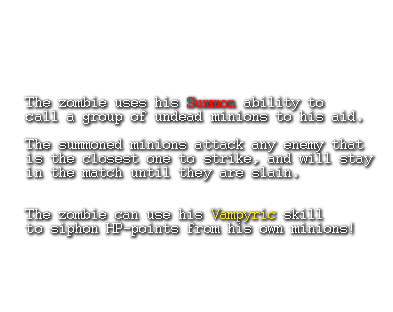 The zombie uses his Summon ability to
call a group of undead minions to his aid.
The summoned minions attack any enemy that
is the closest one to strike, and will stay
in the match until they are slain.
The zombie can use his Vampyric skill
to siphon HP-points from his own minions!